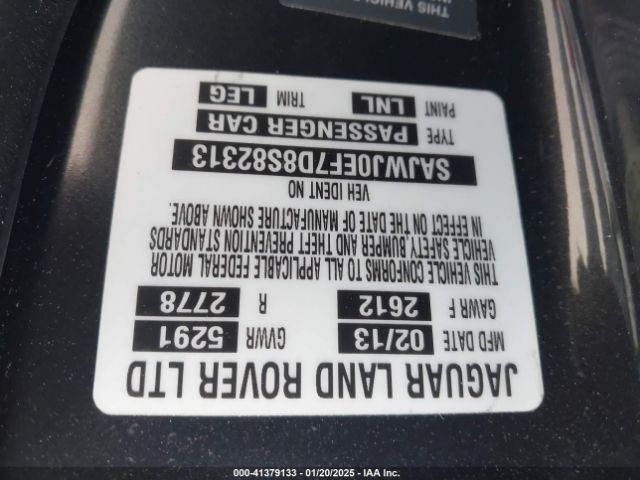 JAGUAR LAND ROVER LTD
MFD DATE 02/13 GVWR 5291
GAWR F 2612 R 2778
THIS VEHICLE CONFORMS TO ALL APPLICABLE FEDERAL MOTOR
VEHICLE SAFETY BUMPER AND THEFT PREVENTION STANDARDS
IN EFFECT ON THE DATE OF MANUFACTURE SHOWN ABOVE.
VEH IDENT NO
SAJWJ0EF7D8S82313
TYPE PASSENGER CAR
PAINT LNL TRIM LEG
THIS VEHICLE
000-41379133 - 01/20/2025 - IAA Inc.